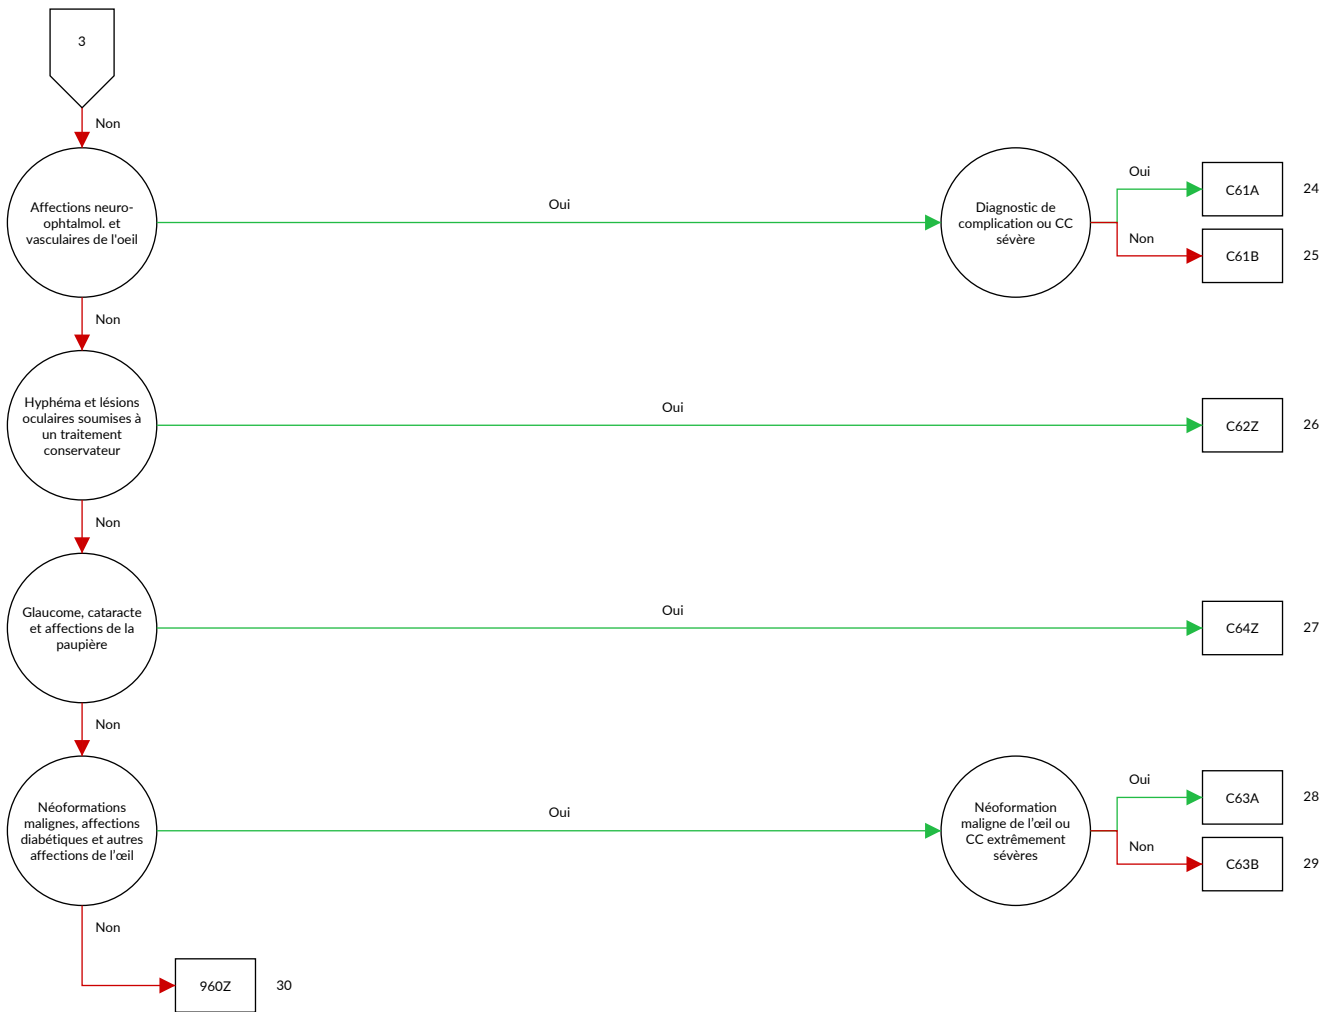 3
Non
Affections neuro-
ophtalmol. et
vasculaires de l'oeil
Oui
Diagnostic de
complication ou CC
sévère
Oui
C61A
24
Non
C61B
25
Non
Hyphéma et lésions
oculaires soumises à
un traitement
conservateur
Oui
C62Z
26
Non
Glaucome, cataracte
et affections de la
paupière
Oui
C64Z
27
Non
Néoformations
malignes, affections
diabétiques et autres
affections de l'œil
Oui
Néoformation
maligne de l'œil ou
CC extrêmement
sévères
Oui
C63A
28
Non
C63B
29
Non
960Z
30